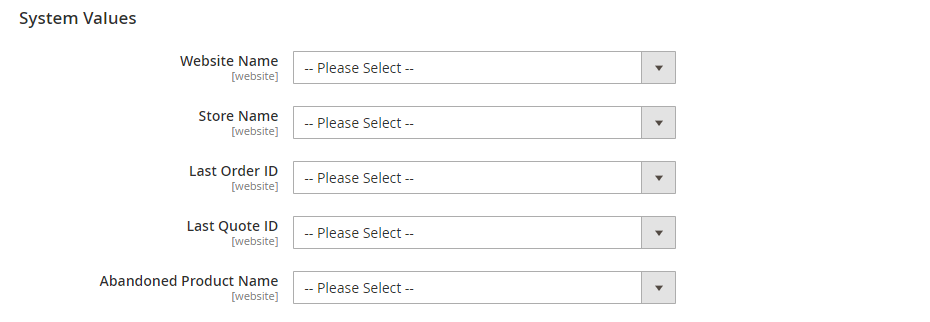 System Values
Website Name
-- Please Select --
[website]
Store Name
-- Please Select --
[website]
Last Order ID
-- Please Select --
[website]
Last Quote ID
-- Please Select --
[website]
Abandoned Product Name
-- Please Select --
[website]